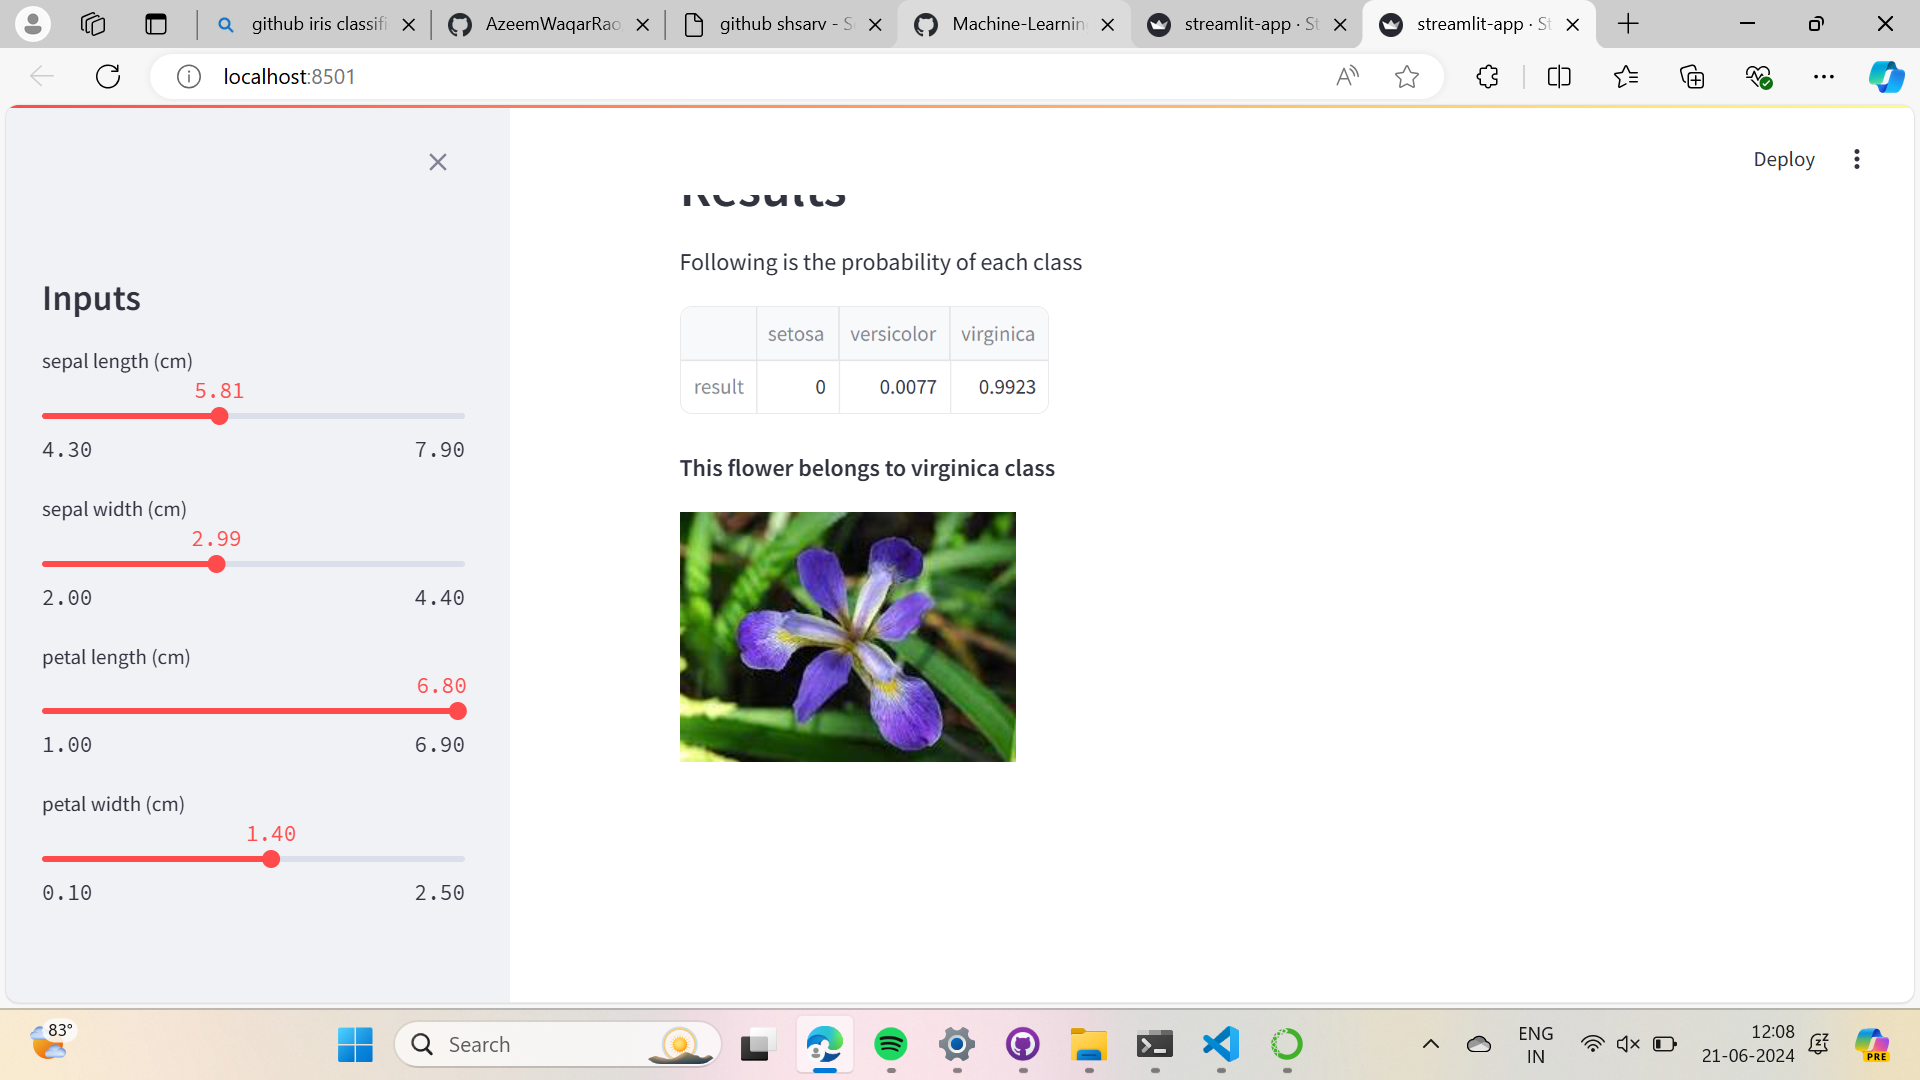 github iris classifi
AzeemWaqarRao
github shsarv - S
Machine-Learnin
streamlit-app · St
streamlit-app · St
localhost:8501
Deploy
Inputs
sepal length (cm)
5.81
4.30 7.90
sepal width (cm)
2.99
2.00 4.40
petal length (cm)
6.80
1.00 6.90
petal width (cm)
1.40
0.10 2.50
Results
Following is the probability of each class
setosa versicolor virginica
result 0 0.0077 0.9923
This flower belongs to virginica class
83°
Search
ENG
IN
12:08
21-06-2024
PRE